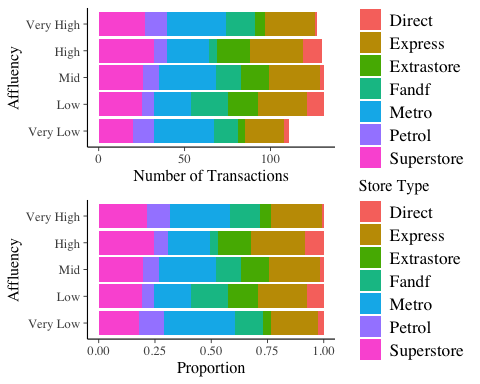 Affluency
Very High
High
Mid
Low
Very Low
0
50
100
Number of Transactions
Direct
Express
Extrastore
Fandf
Metro
Petrol
Superstore
Affluency
Very High
High
Mid
Low
Very Low
0.00
0.25
0.50
0.75
1.00
Proportion
Store Type
Direct
Express
Extrastore
Fandf
Metro
Petrol
Superstore